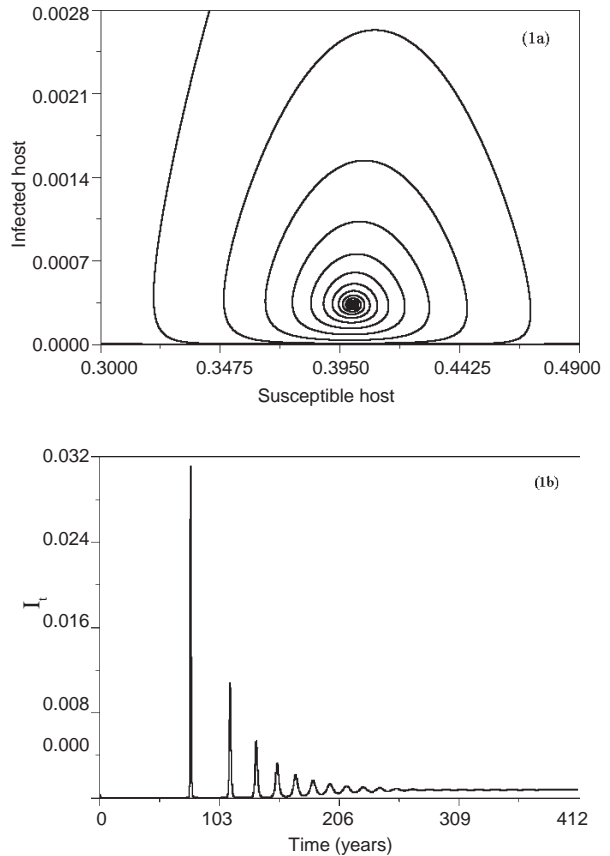 0.0028
(1a)
0.0021
0.0014
0.0007
0.0000
Infected host
0.3000 0.3475 0.3950 0.4425 0.4900
Susceptible host
0.032
(1b)
0.024
0.016
0.008
0.000
I_t
0 103 206 309 412
Time (years)